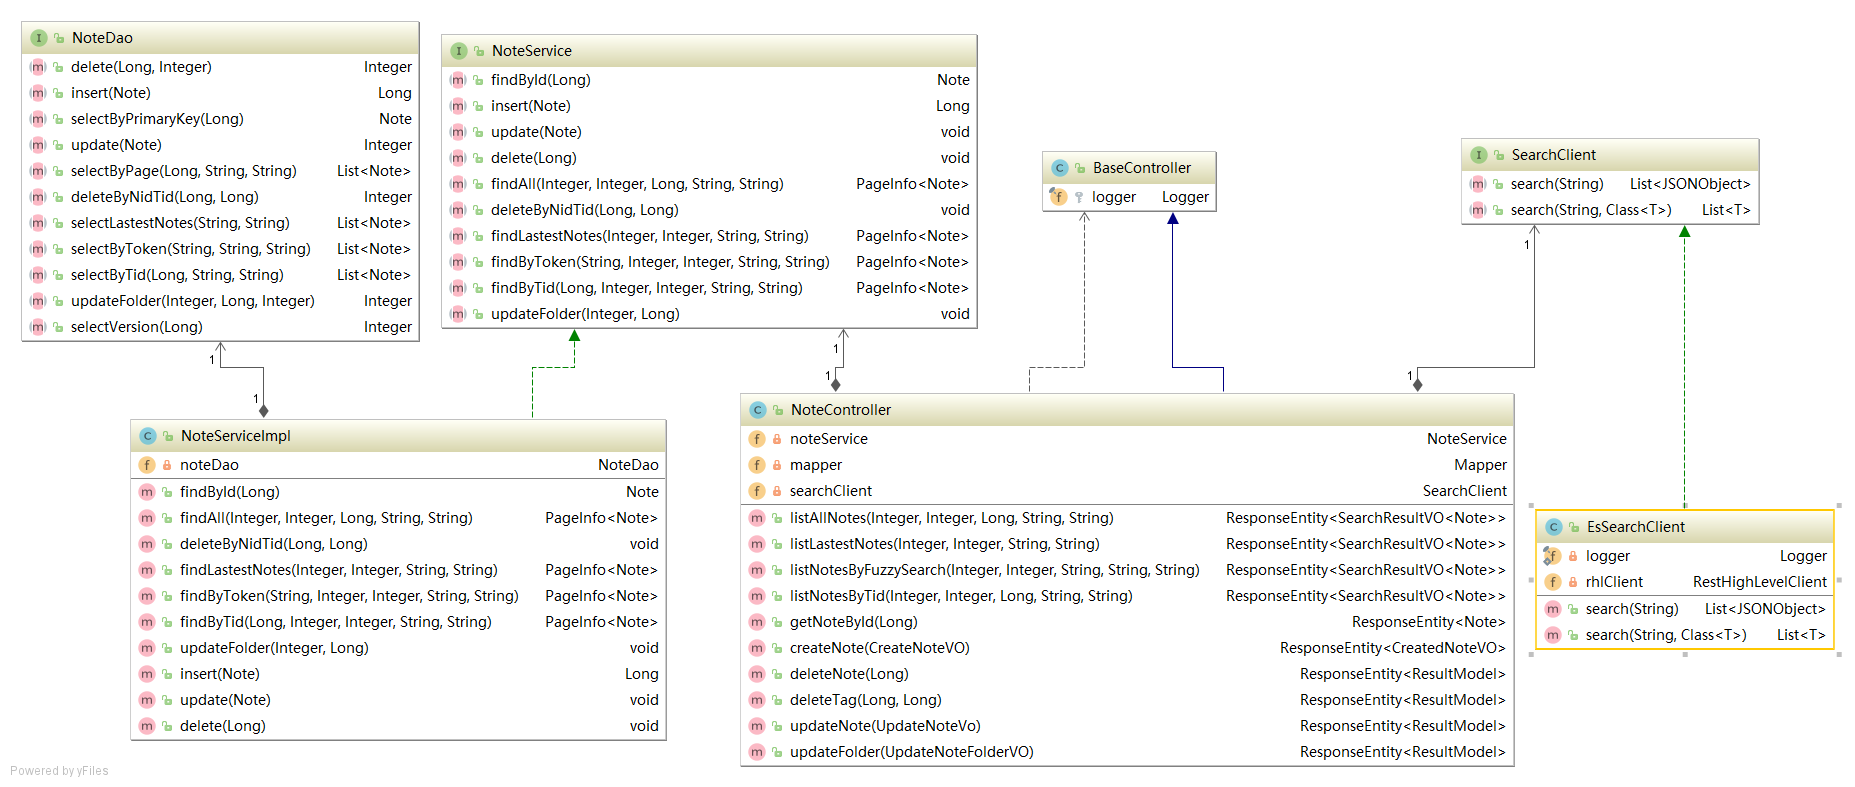 NoteDao
delete(Long, Integer) Integer
insert(Note) Long
selectByPrimaryKey(Long) Note
update(Note) Integer
selectByPage(Long, String, String) List<Note>
deleteByNidTid(Long, Long) Integer
selectLastestNotes(String, String) List<Note>
selectByToken(String, String, String) List<Note>
selectByTid(Long, String, String) List<Note>
updateFolder(Integer, Long, Integer) Integer
selectVersion(Long) Integer
NoteService
findById(Long) Note
insert(Note) Long
update(Note) void
delete(Long) void
findAll(Integer, Integer, Long, String, String) PageInfo<Note>
deleteByNidTid(Long, Long) void
findLastestNotes(Integer, Integer, String, String) PageInfo<Note>
findByToken(String, Integer, Integer, String, String) PageInfo<Note>
findByTid(Long, Integer, Integer, String, String) PageInfo<Note>
updateFolder(Integer, Long) void
BaseController
logger Logger
SearchClient
search(String) List<JSONObject>
search(String, Class<T>) List<T>
1
1
1
1
1
1
NoteServiceImpl
noteDao NoteDao
findById(Long) Note
findAll(Integer, Integer, Long, String, String) PageInfo<Note>
deleteByNidTid(Long, Long) void
findLastestNotes(Integer, Integer, String, String) PageInfo<Note>
findByToken(String, Integer, Integer, String, String) PageInfo<Note>
findByTid(Long, Integer, Integer, String, String) PageInfo<Note>
updateFolder(Integer, Long) void
insert(Note) Long
update(Note) void
delete(Long) void
NoteController
noteService NoteService
mapper Mapper
searchClient SearchClient
listAllNotes(Integer, Integer, Long, String, String) ResponseEntity<SearchResultVO<Note>>
listLastestNotes(Integer, Integer, String, String) ResponseEntity<SearchResultVO<Note>>
listNotesByFuzzySearch(Integer, Integer, String, String, String) ResponseEntity<SearchResultVO<Note>>
listNotesByTid(Integer, Integer, Long, String, String) ResponseEntity<SearchResultVO<Note>>
getNoteById(Long) ResponseEntity<Note>
createNote(CreateNoteVO) ResponseEntity<CreatedNoteVO>
deleteNote(Long) ResponseEntity<ResultModel>
deleteTag(Long, Long) ResponseEntity<ResultModel>
updateNote(UpdateNoteVo) ResponseEntity<ResultModel>
updateFolder(UpdateNoteFolderVO) ResponseEntity<ResultModel>
EsSearchClient
logger Logger
rhlClient RestHighLevelClient
search(String) List<JSONObject>
search(String, Class<T>) List<T>
Powered by yFiles